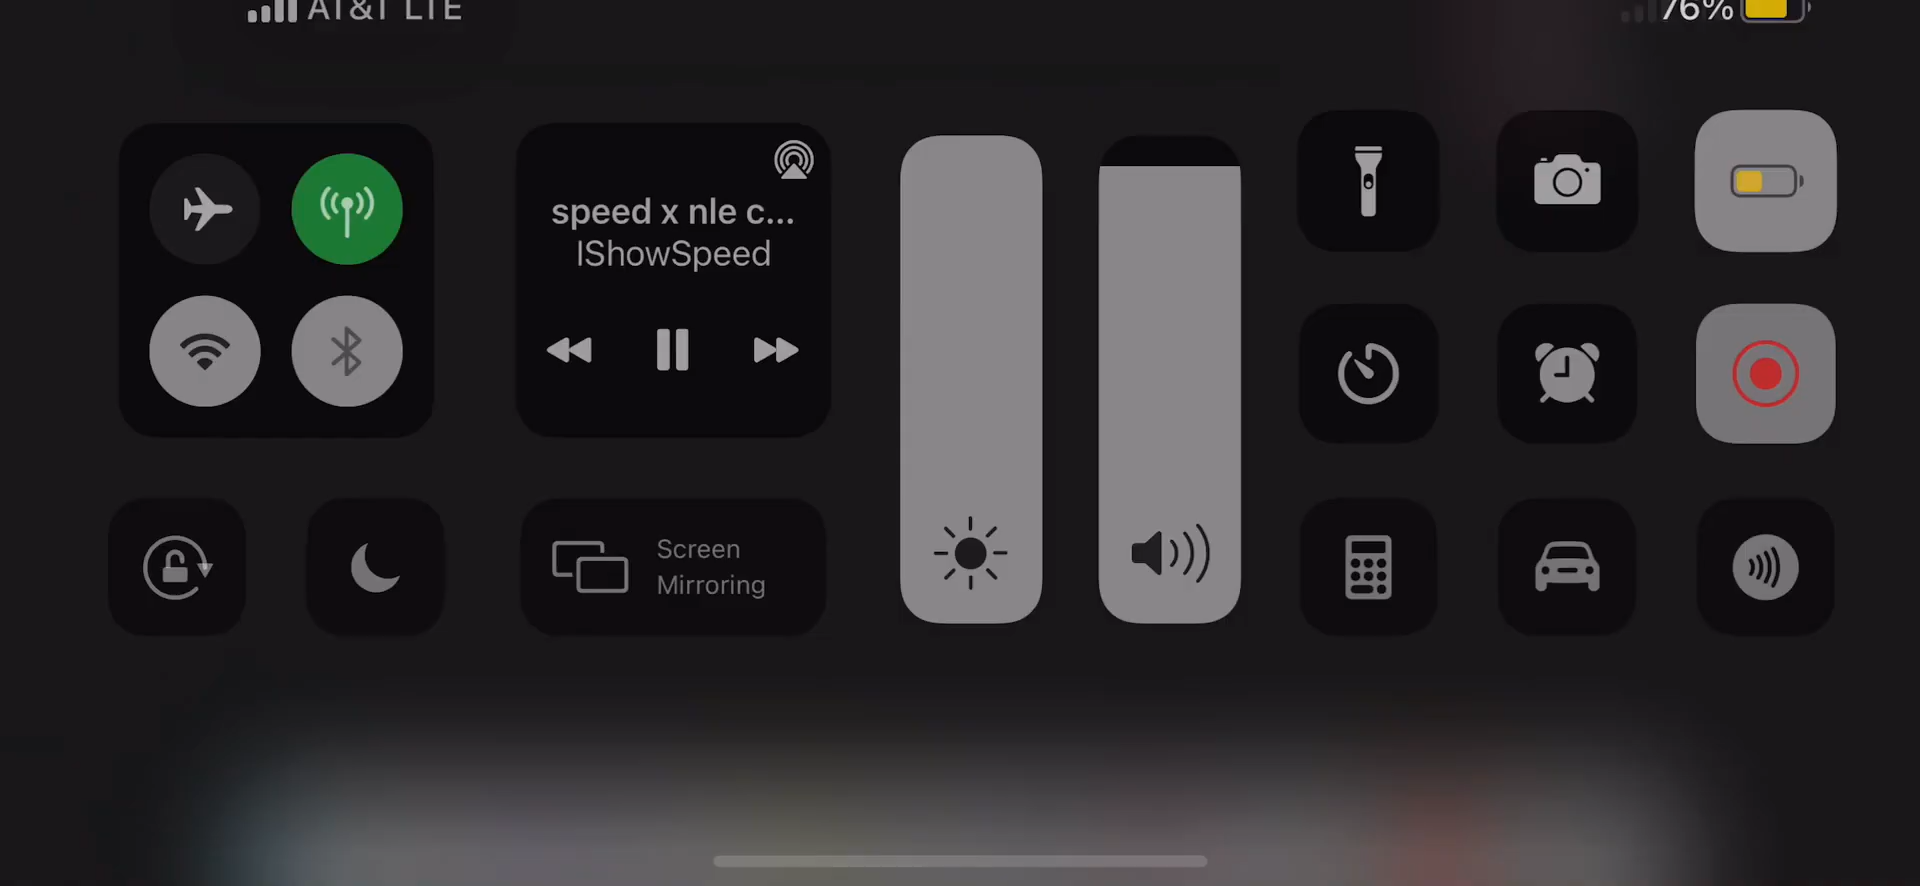 AT&T LTE
76%
speed x nle c...
IShowSpeed
Screen
Mirroring